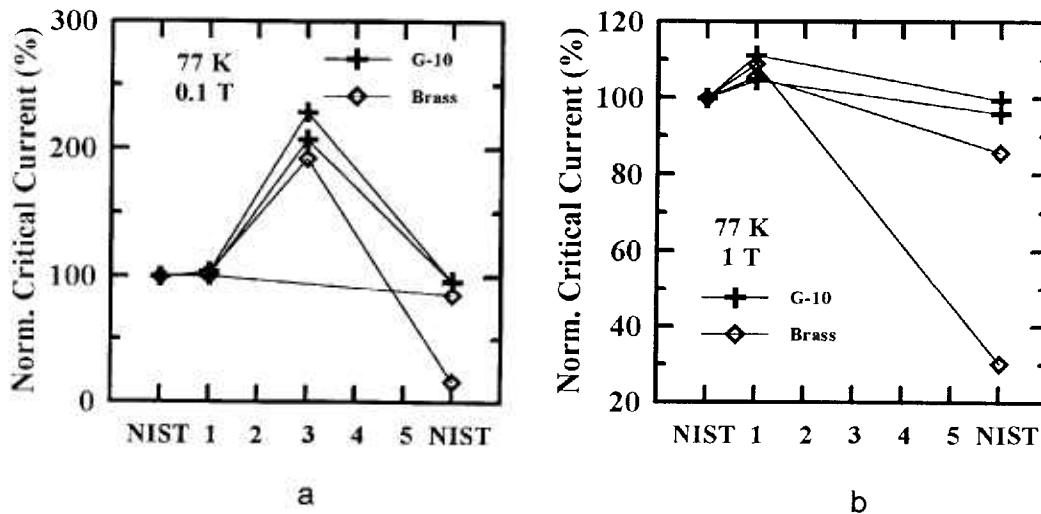 Norm. Critical Current (%)
300
200
100
0
77 K
0.1 T
G-10
Brass
NIST 1 2 3 4 5 NIST
a
Norm. Critical Current (%)
120
100
80
60
40
20
77 K
1 T
G-10
Brass
NIST 1 2 3 4 5 NIST
b